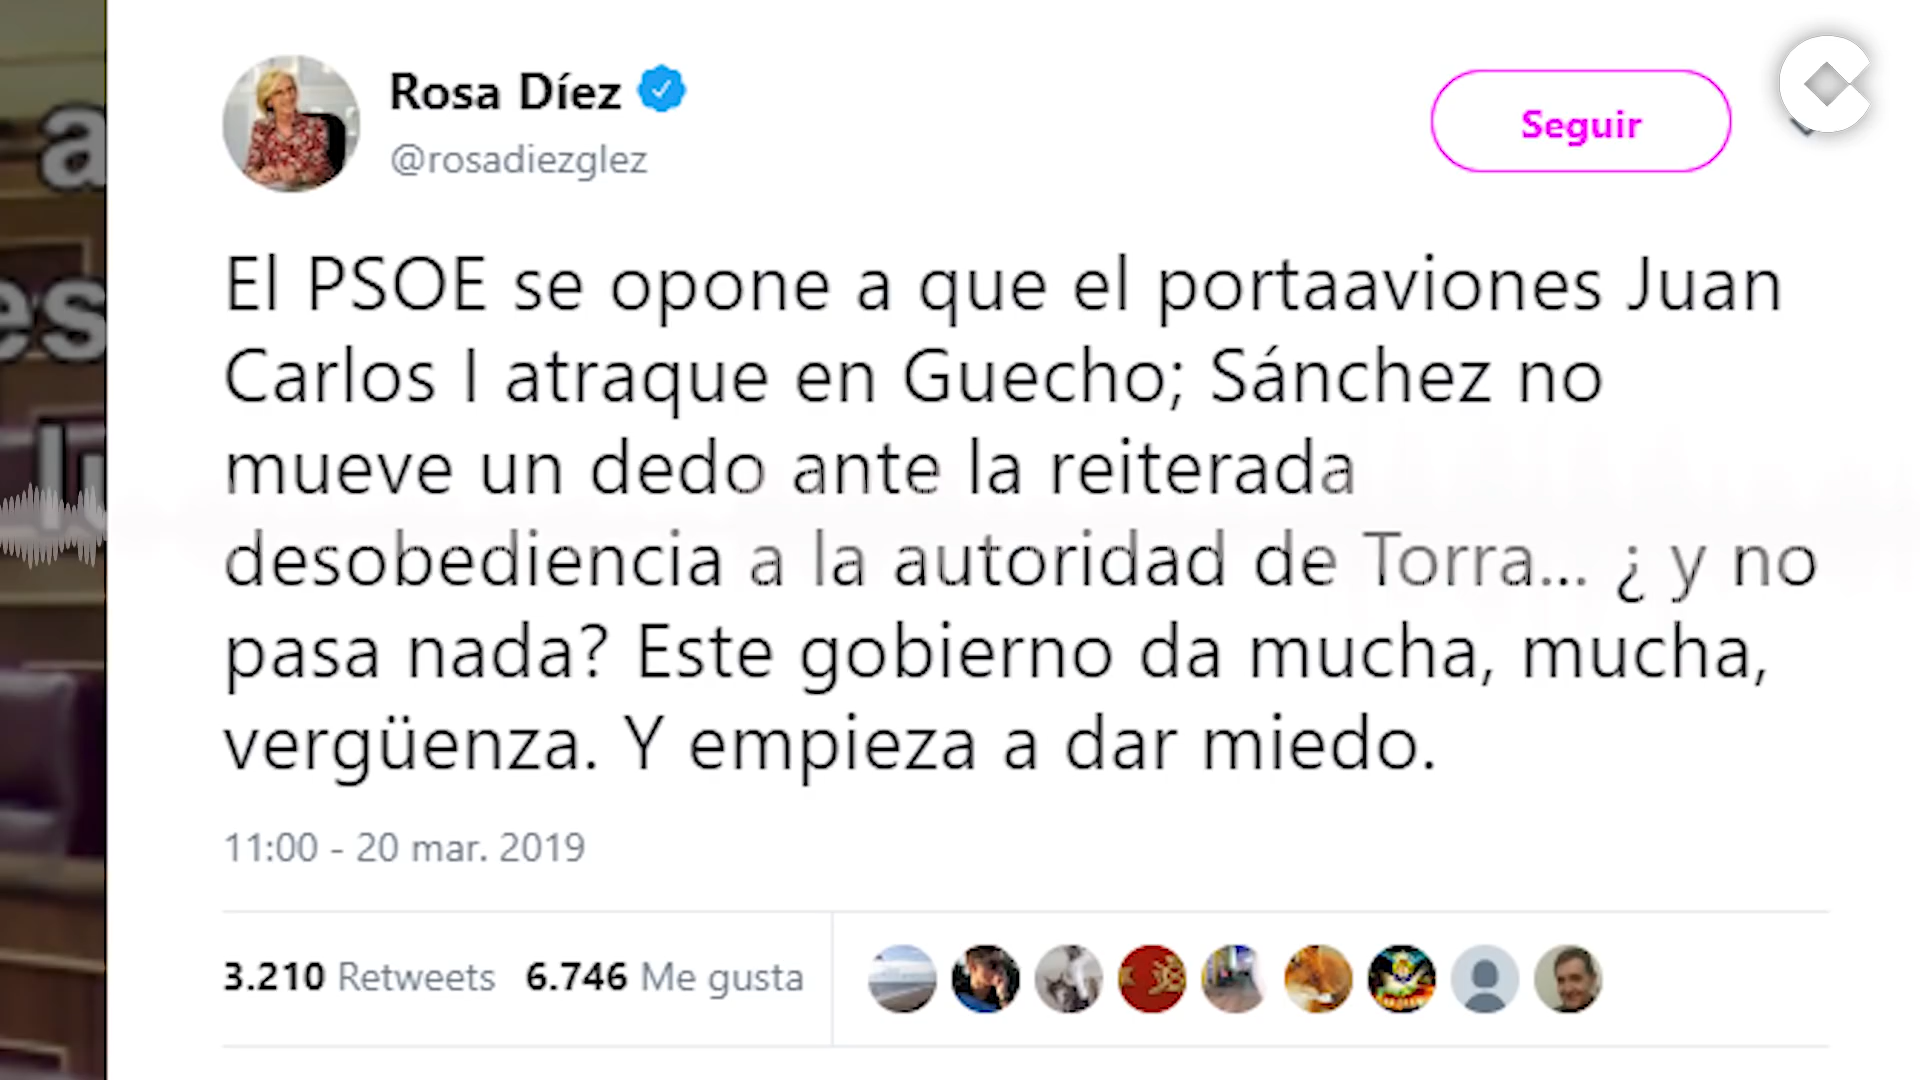 Rosa Díez
@rosadiezglez
Seguir
El PSOE se opone a que el portaaviones Juan
Carlos I atraque en Guecho; Sánchez no
mueve un dedo ante la reiterada
desobediencia a la autoridad de Torra... ¿ y no
pasa nada? Este gobierno da mucha, mucha,
vergüenza. Y empieza a dar miedo.
11:00 - 20 mar. 2019
3.210 Retweets 6.746 Me gusta
a
es